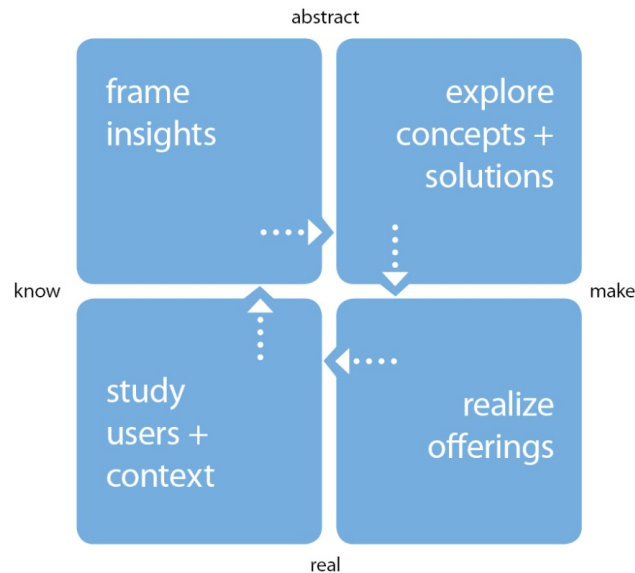 abstract
frame
insights
explore
concepts +
solutions
know
make
study
users +
context
realize
offerings
real